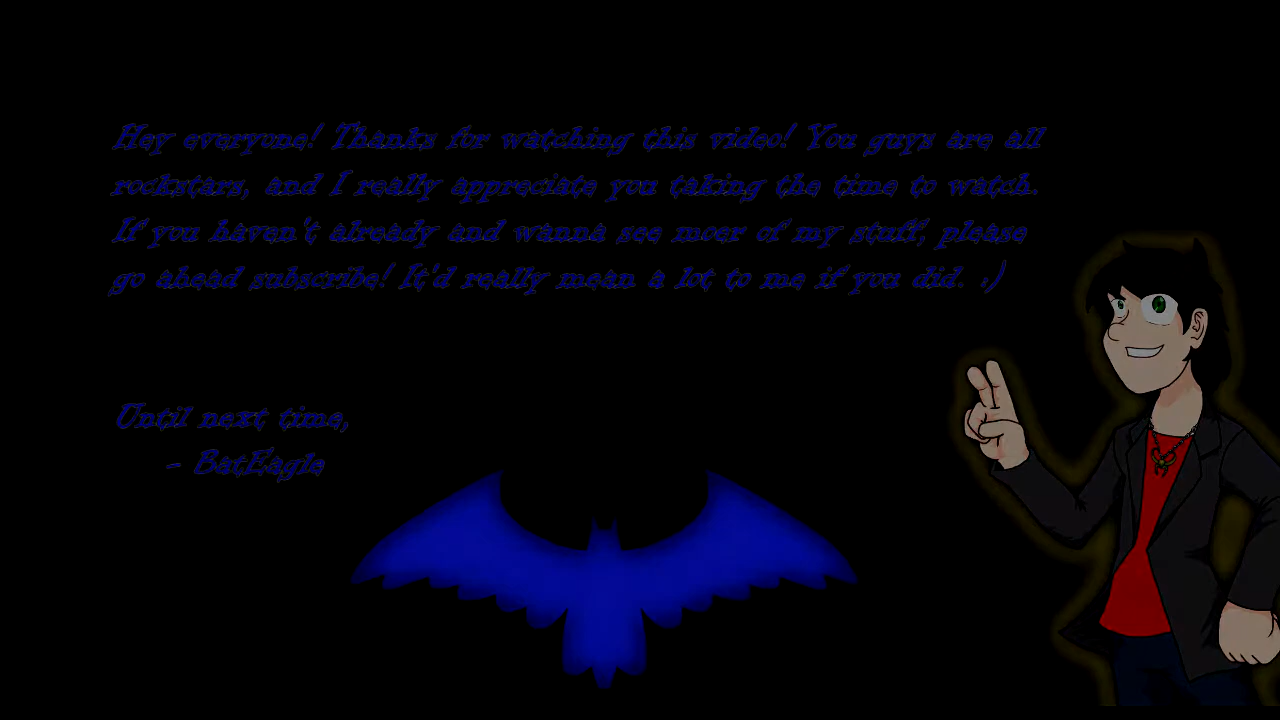 Hey everyone! Thanks for watching this video! You guys are all
rockstars, and I really appreciate you taking the time to watch.
If you haven't already and wanna see moer of my stuff, please
go ahead subscribe! It'd really mean a lot to me if you did. :)
Until next time,
- BatEagle